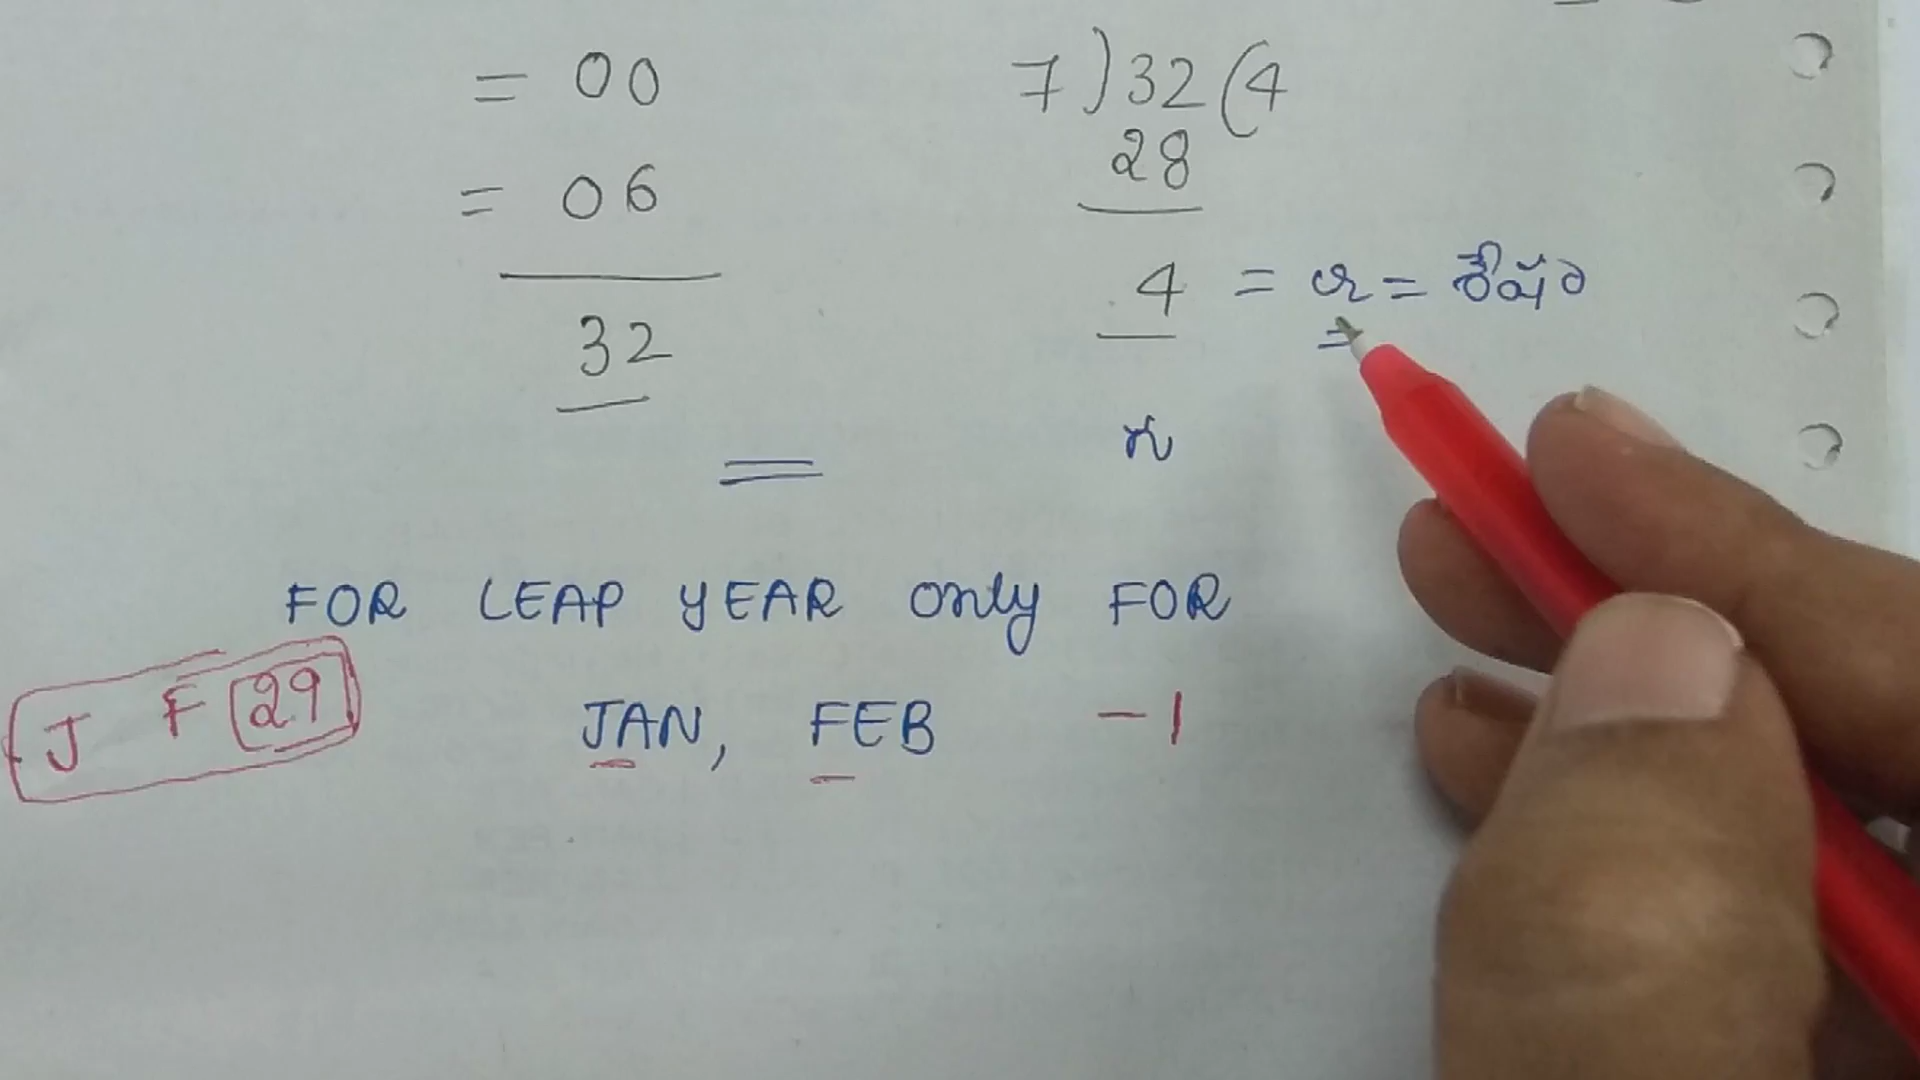 = 00
= 06
32
7 ) 32 ( 4
28
4 = r = ಶೇಷ
FOR LEAP YEAR only FOR
JAN, FEB -1
J F 29